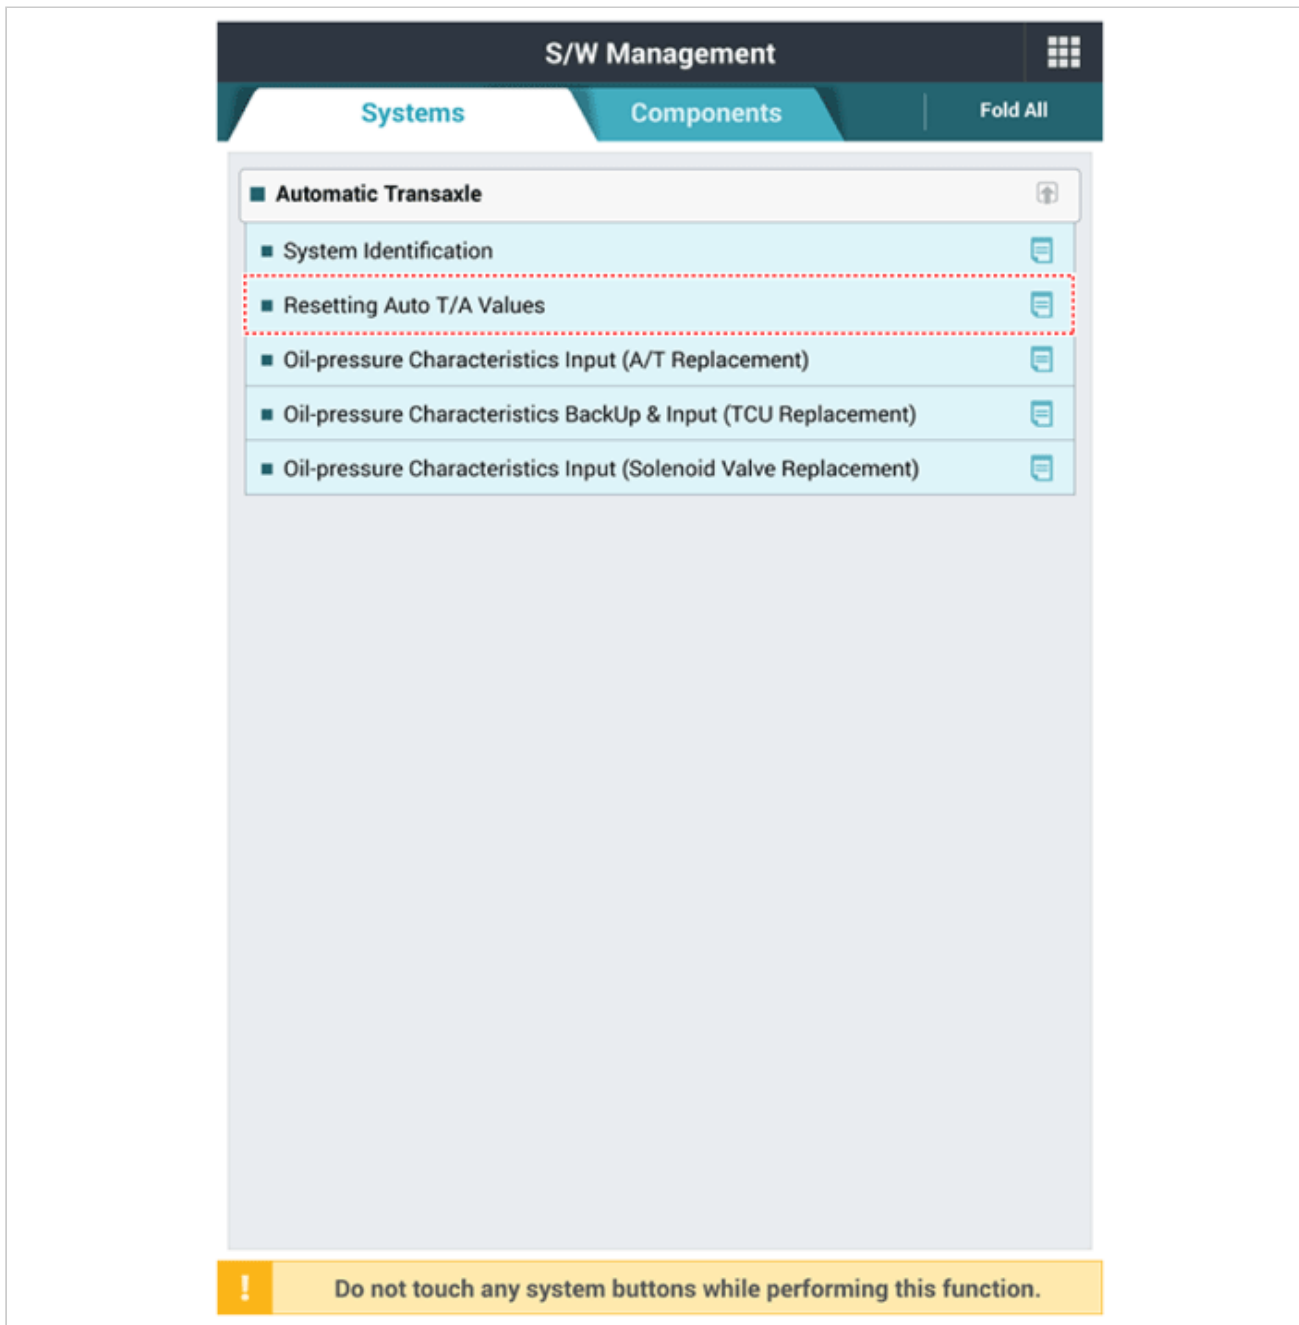 S/W Management
Systems
Components
Fold All
Automatic Transaxle
System Identification
Resetting Auto T/A Values
Oil-pressure Characteristics Input (A/T Replacement)
Oil-pressure Characteristics BackUp & Input (TCU Replacement)
Oil-pressure Characteristics Input (Solenoid Valve Replacement)
! Do not touch any system buttons while performing this function.